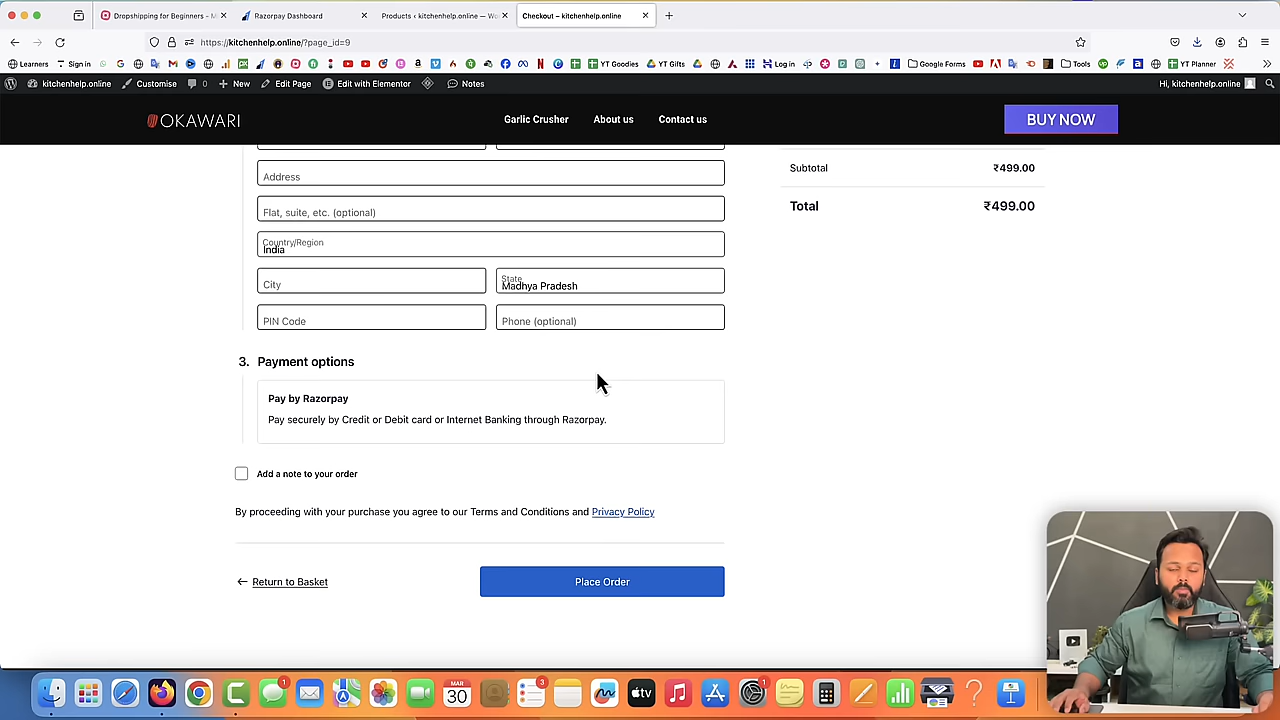 Dropshipping for Beginners - M
Razorpay Dashboard
Products ‹ kitchenhelp.online — Wo
Checkout – kitchenhelp.online
https://kitchenhelp.online/?page_id=9
Learners
Sign in
YT Goodies
YT Gifts
Log in
Google Forms
Tools
YT Planner
kitchenhelp.online
Customise
0
New
Edit Page
Edit with Elementor
Notes
Hi, kitchenhelp.online
OKAWARI
Garlic Crusher
About us
Contact us
BUY NOW
Address
Flat, suite, etc. (optional)
Country/Region
India
City
State
Madhya Pradesh
PIN Code
Phone (optional)
Subtotal
₹499.00
Total
₹499.00
3. Payment options
Pay by Razorpay
Pay securely by Credit or Debit card or Internet Banking through Razorpay.
Add a note to your order
By proceeding with your purchase you agree to our Terms and Conditions and Privacy Policy
Return to Basket
Place Order
1
MAR
30
3
tv
1